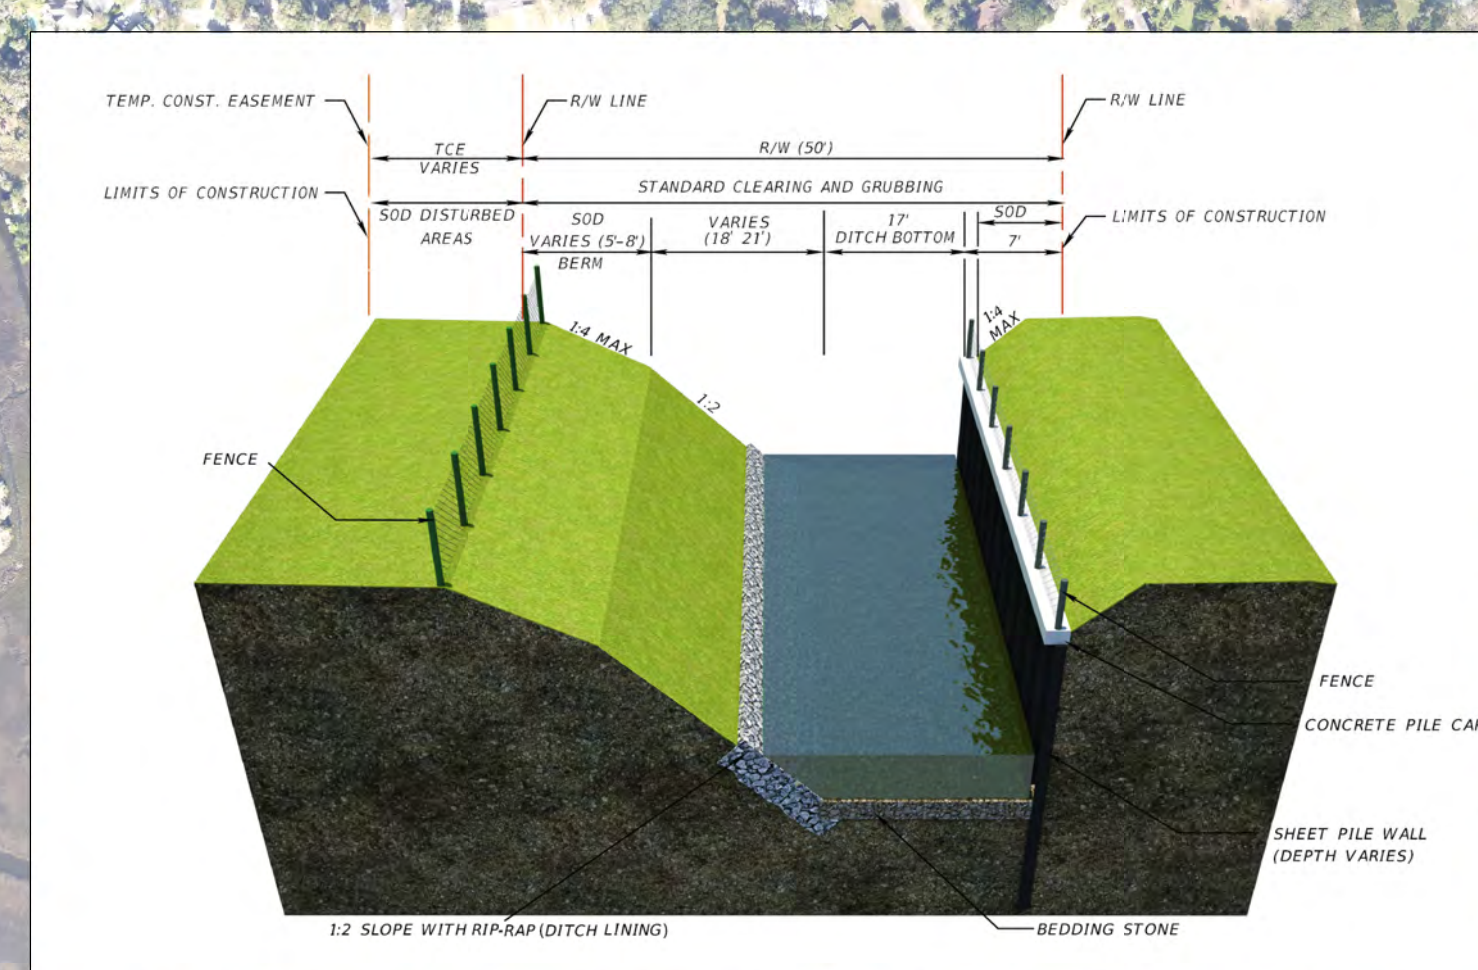 TEMP. CONST. EASEMENT
R/W LINE
R/W LINE
TCE
VARIES
R/W (50')
LIMITS OF CONSTRUCTION
STANDARD CLEARING AND GRUBBING
SOD DISTURBED
AREAS
SOD
VARIES (5'-8')
BERM
VARIES
(18' 21')
17'
DITCH BOTTOM
SOD
7'
LIMITS OF CONSTRUCTION
1:4 MAX
1:4
MAX
1:2
FENCE
FENCE
CONCRETE PILE CAP
SHEET PILE WALL
(DEPTH VARIES)
1:2 SLOPE WITH RIP-RAP (DITCH LINING)
BEDDING STONE